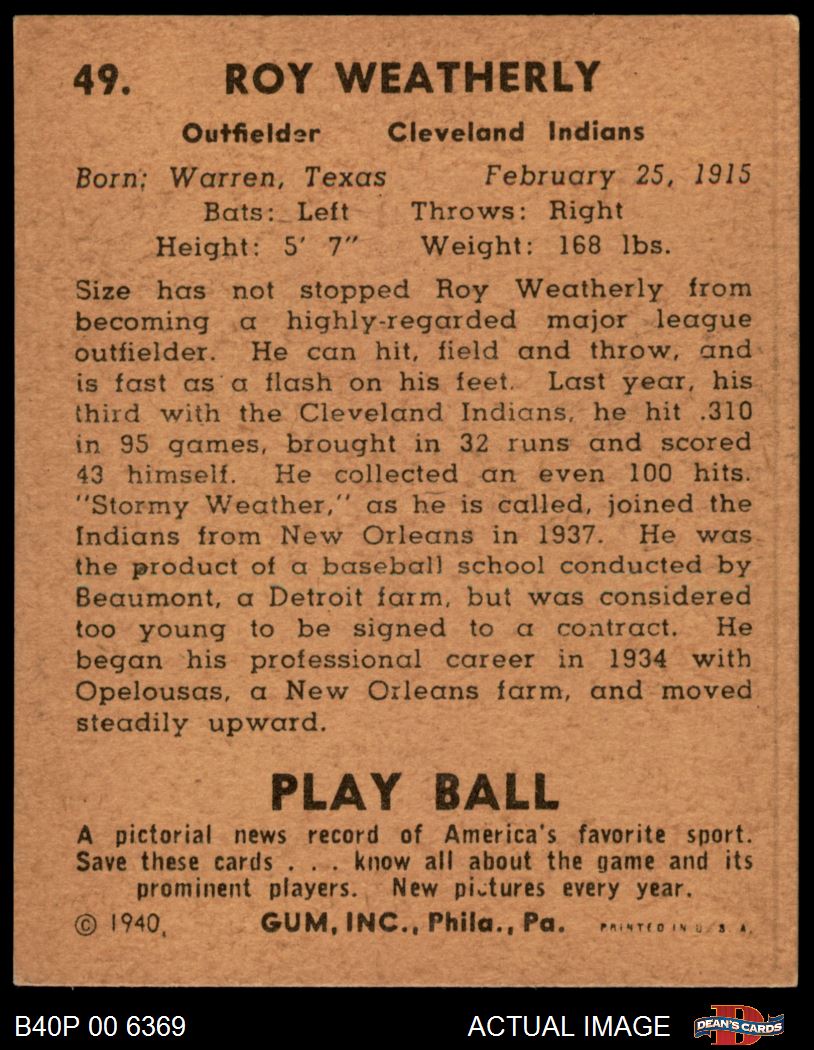 49. ROY WEATHERLY
Outfielder Cleveland Indians
Born: Warren, Texas February 25, 1915
Bats: Left Throws: Right
Height: 5' 7" Weight: 168 lbs.
Size has not stopped Roy Weatherly from
becoming a highly-regarded major league
outfielder. He can hit, field and throw, and
is fast as a flash on his feet. Last year, his
third with the Cleveland Indians, he hit .310
in 95 games, brought in 32 runs and scored
43 himself. He collected an even 100 hits.
"Stormy Weather," as he is called, joined the
Indians from New Orleans in 1937. He was
the product of a baseball school conducted by
Beaumont, a Detroit farm, but was considered
too young to be signed to a contract. He
began his professional career in 1934 with
Opelousas, a New Orleans farm, and moved
steadily upward.
PLAY BALL
A pictorial news record of America's favorite sport.
Save these cards . . . know all about the game and its
prominent players. New pictures every year.
© 1940, GUM, INC., Phila., Pa. PRINTED IN U. S. A.
B40P 00 6369 ACTUAL IMAGE D DEAN'S CARDS